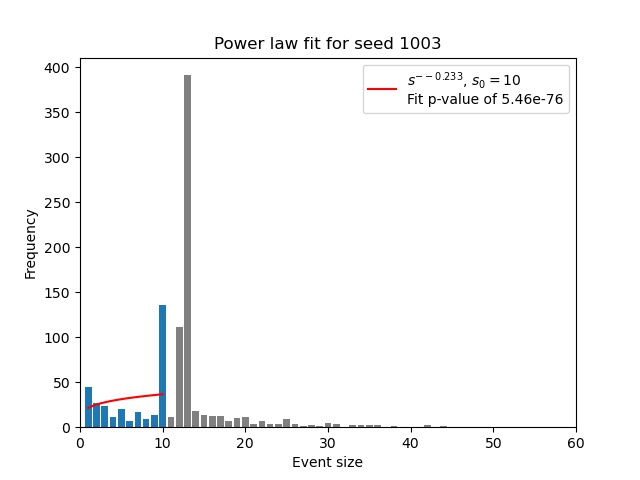 Power law fit for seed 1003
s^{--0.233}, s_0 = 10
Fit p-value of 5.46e-76
400
350
300
250
200
150
100
50
0
Frequency
0 10 20 30 40 50 60
Event size